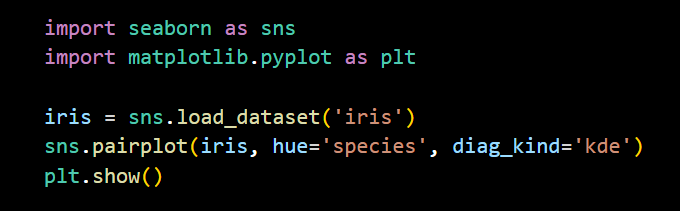 import seaborn as sns
import matplotlib.pyplot as plt
iris = sns.load_dataset('iris')
sns.pairplot(iris, hue='species', diag_kind='kde')
plt.show()